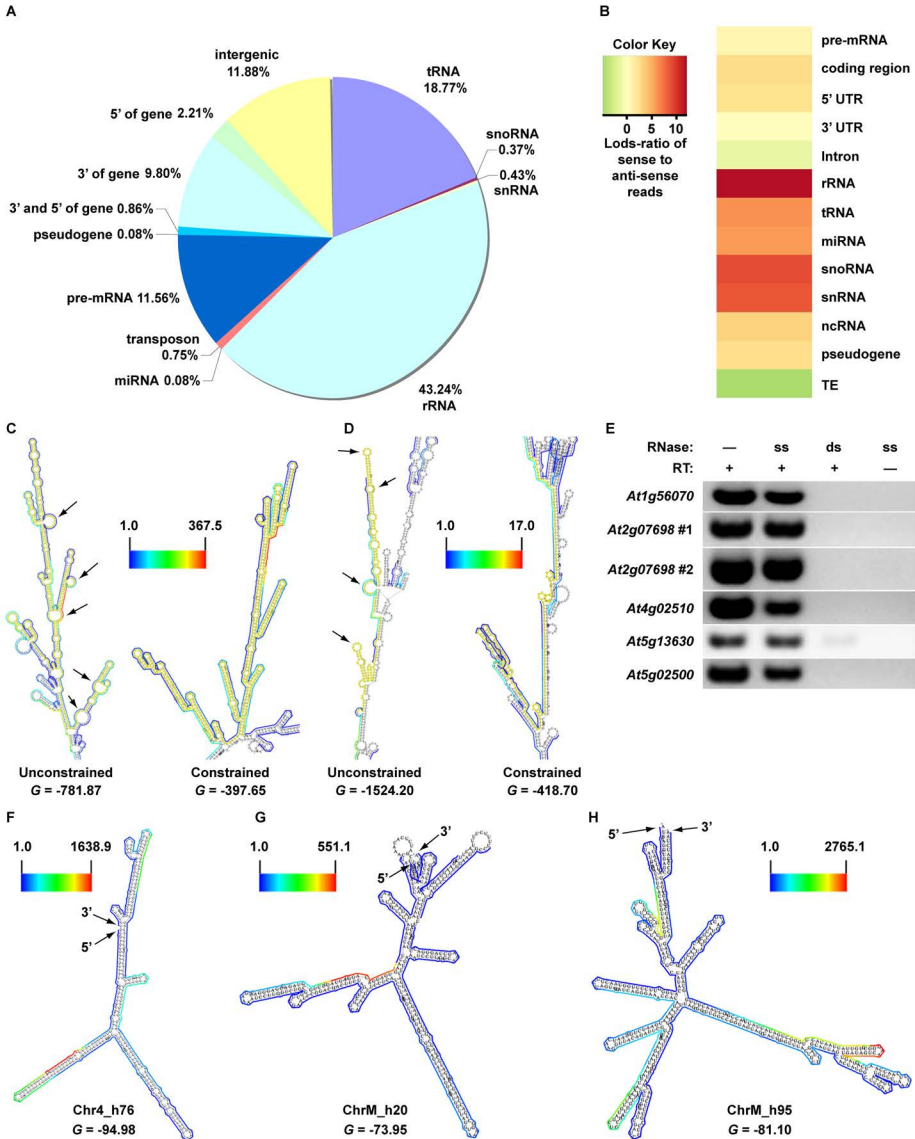 A
intergenic
11.88%
tRNA
18.77%
5’ of gene 2.21%
snoRNA
0.37%
3’ of gene 9.80%
0.43%
snRNA
3’ and 5’ of gene 0.86%
pseudogene 0.08%
pre-mRNA 11.56%
transposon
0.75%
miRNA 0.08%
43.24%
rRNA
B
Color Key
0 5 10
Lods-ratio of
sense to
anti-sense
reads
pre-mRNA
coding region
5’ UTR
3’ UTR
Intron
rRNA
tRNA
miRNA
snoRNA
snRNA
ncRNA
pseudogene
TE
C
1.0 367.5
Unconstrained
G = -781.87
Constrained
G = -397.65
D
1.0 17.0
Unconstrained
G = -1524.20
Constrained
G = -418.70
E
RNase: — ss ds ss
RT: + + + —
At1g56070
At2g07698 #1
At2g07698 #2
At4g02510
At5g13630
At5g02500
F
1.0 1638.9
3’
5’
Chr4_h76
G = -94.98
G
1.0 551.1
3’
5’
ChrM_h20
G = -73.95
H
5’ 3’
1.0 2765.1
ChrM_h95
G = -81.10